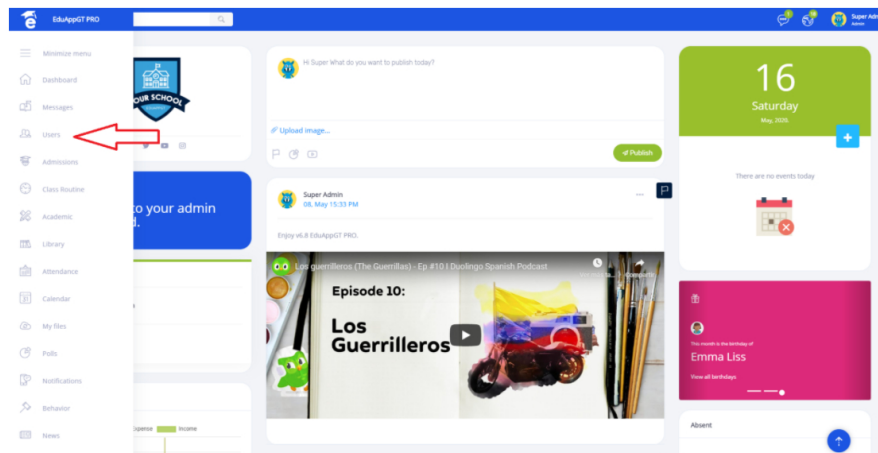 EduAppGT PRO
Super Adm
Admin
Minimize menu
Dashboard
Messages
Users
Admissions
Class Routine
Academic
Library
Attendance
Calendar
My files
Polls
Notifications
Behavior
News
OUR SCHOOL
to your admin
Expense Income
Hi Super What do you want to publish today?
Upload image...
Publish
Super Admin
08, May 15:33 PM
Enjoy v6.8 EduAppGT PRO.
Los guerrilleros (The Guerrillas) - Ep #10 I Duolingo Spanish Podcast
Compartir
Episode 10:
Los
Guerrilleros
16
Saturday
May, 2020.
There are no events today
This month is the birthday of
Emma Liss
View all birthdays
Absent